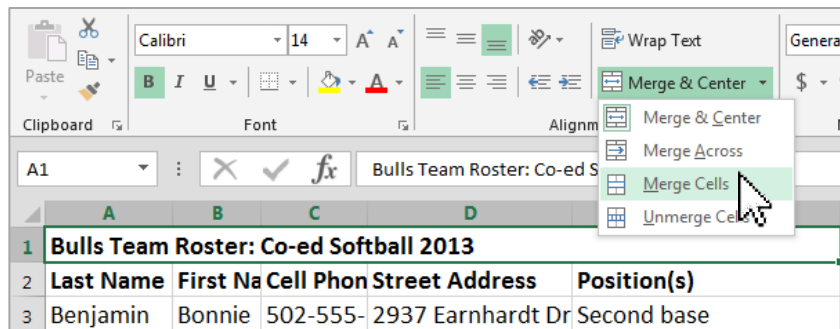 Calibri 14 A A Wrap Text Genera
Paste B I U A Merge & Center $
Clipboard Font Alignm
Merge & Center
Merge Across
Merge Cells
Unmerge Cells
A1 fx Bulls Team Roster: Co-ed S
A B C D
1 Bulls Team Roster: Co-ed Softball 2013
2 Last Name First Na Cell Phon Street Address Position(s)
3 Benjamin Bonnie 502-555- 2937 Earnhardt Dr Second base